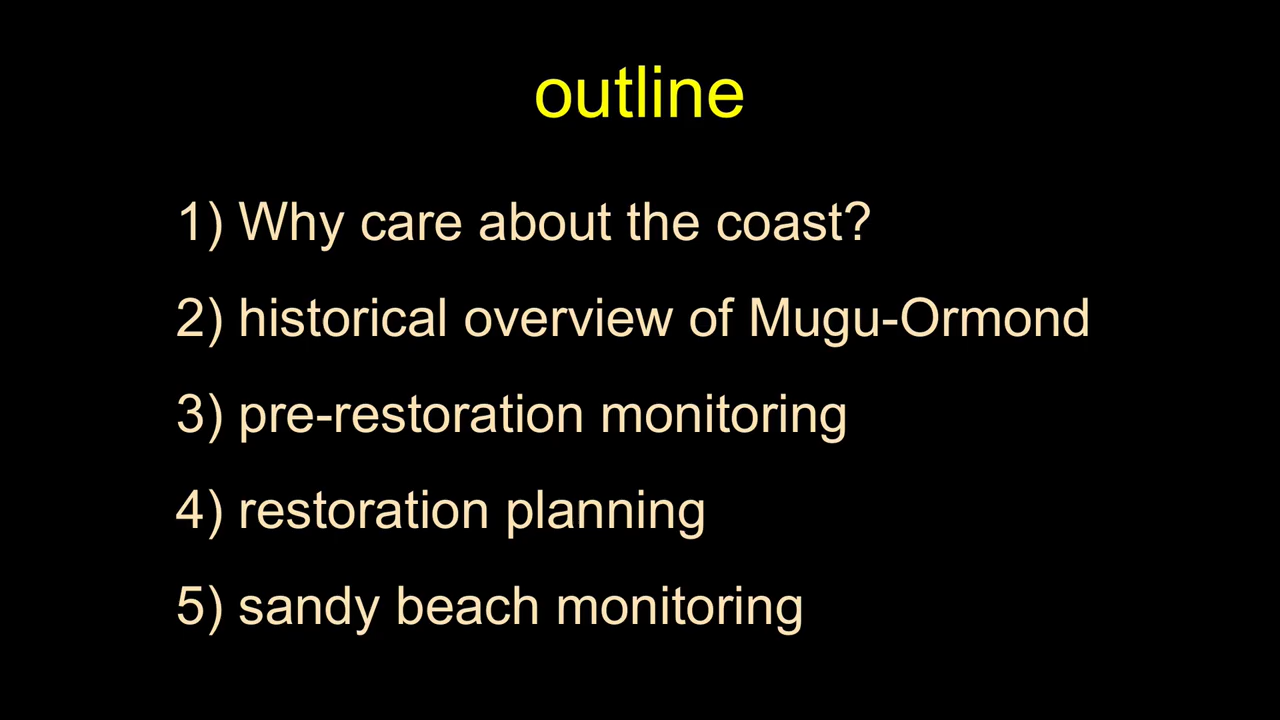 outline
1) Why care about the coast?
2) historical overview of Mugu-Ormond
3) pre-restoration monitoring
4) restoration planning
5) sandy beach monitoring